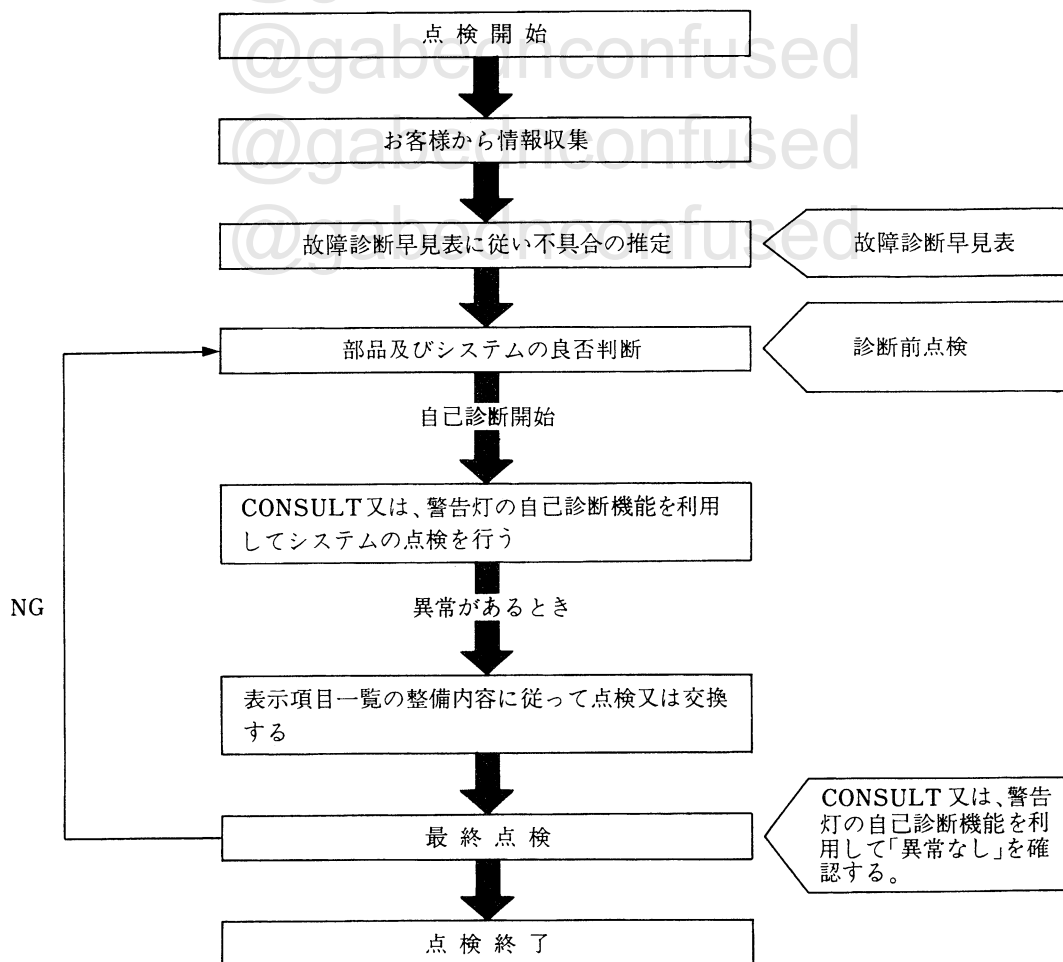 @gabednconfused
点検開始
@gabednconfused
お客様から情報収集
@gabednconfused
故障診断早見表に従い不具合の推定
故障診断早見表
部品及びシステムの良否判断
診断前点検
自己診断開始
CONSULT又は、警告灯の自己診断機能を利用
してシステムの点検を行う
異常があるとき
NG
表示項目一覧の整備内容に従って点検又は交換
する
最終点検
CONSULT又は、警告
灯の自己診断機能を利
用して「異常なし」を確
認する。
点検終了